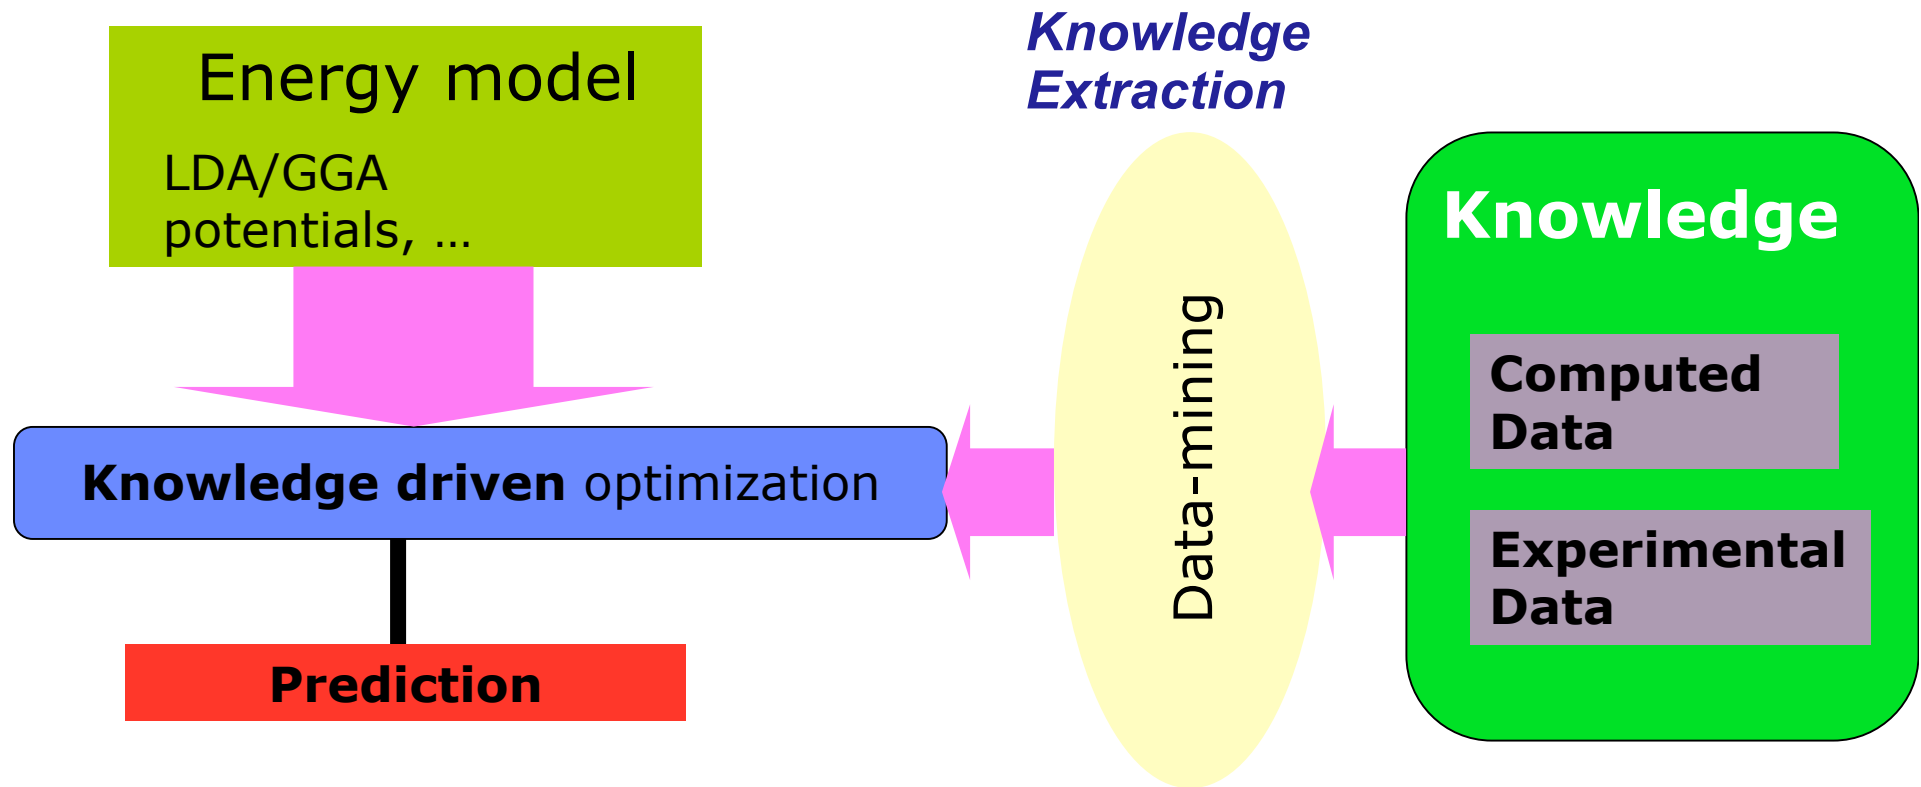 Energy model
LDA/GGA
potentials, ...
Knowledge driven optimization
Prediction
Knowledge
Extraction
Data-mining
Knowledge
Computed
Data
Experimental
Data